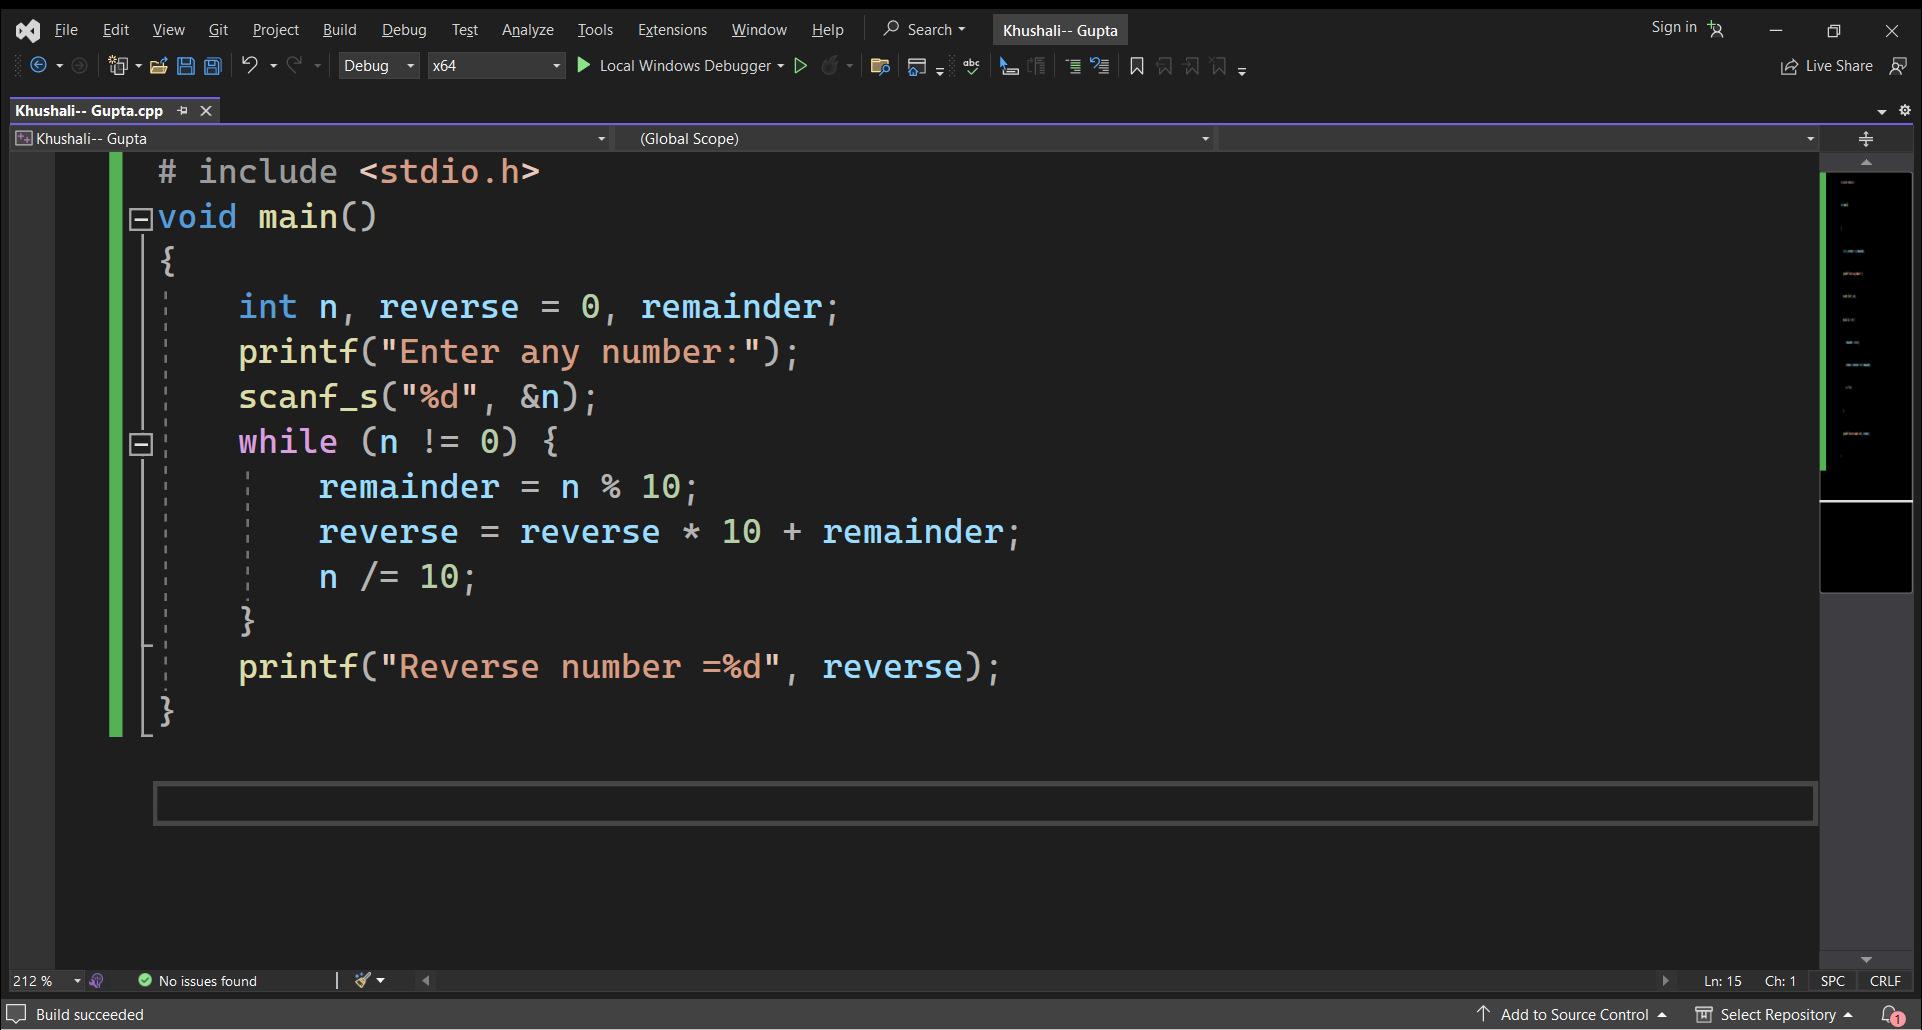 File Edit View Git Project Build Debug Test Analyze Tools Extensions Window Help Search Khushali-- Gupta Sign in
Debug x64 Local Windows Debugger abc Live Share
Khushali-- Gupta.cpp
Khushali-- Gupta (Global Scope)
# include <stdio.h>
void main()
{
    int n, reverse = 0, remainder;
    printf("Enter any number:");
    scanf_s("%d", &n);
    while (n != 0) {
        remainder = n % 10;
        reverse = reverse * 10 + remainder;
        n /= 10;
    }
    printf("Reverse number =%d", reverse);
}
212 % No issues found Ln: 15 Ch: 1 SPC CRLF
Build succeeded Add to Source Control Select Repository 1